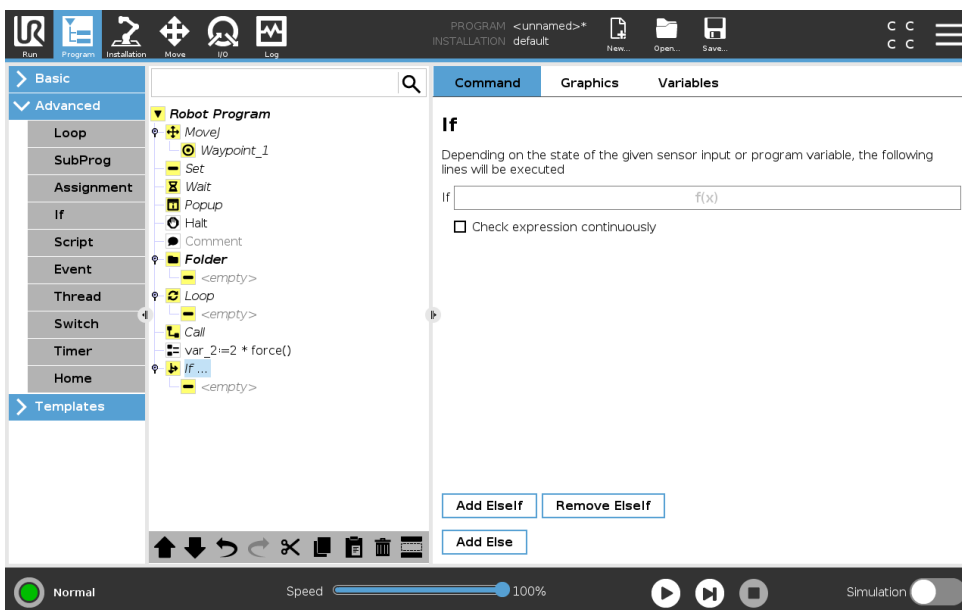 Run
Program
Installation
Move
I/O
Log
PROGRAM <unnamed>*
INSTALLATION default
New...
Open...
Save...
C C
C C
Basic
Advanced
Loop
SubProg
Assignment
If
Script
Event
Thread
Switch
Timer
Home
Templates
Robot Program
MoveJ
Waypoint_1
Set
Wait
Popup
Halt
Comment
Folder
<empty>
Loop
<empty>
Call
var_2:=2 * force()
If ...
<empty>
Command
Graphics
Variables
If
Depending on the state of the given sensor input or program variable, the following
lines will be executed
If f(x)
Check expression continuously
Add ElseIf
Remove ElseIf
Add Else
Normal
Speed
100%
Simulation